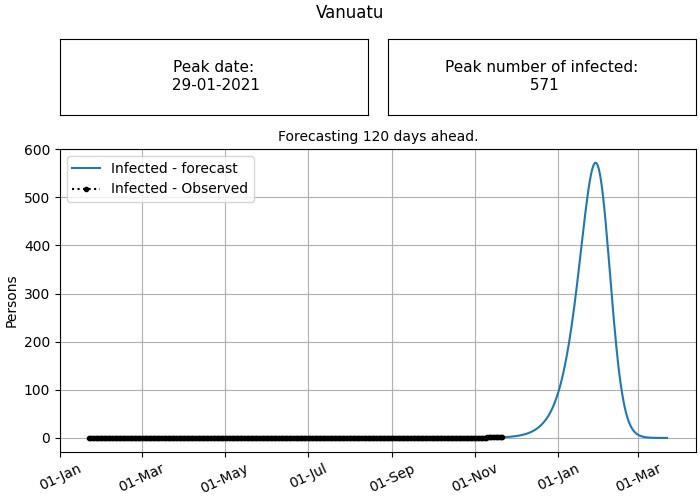 Vanuatu
Peak date:
29-01-2021
Peak number of infected:
571
Forecasting 120 days ahead.
Infected - forecast
Infected - Observed
Persons
600
500
400
300
200
100
0
01-Jan
01-Mar
01-May
01-Jul
01-Sep
01-Nov
01-Jan
01-Mar